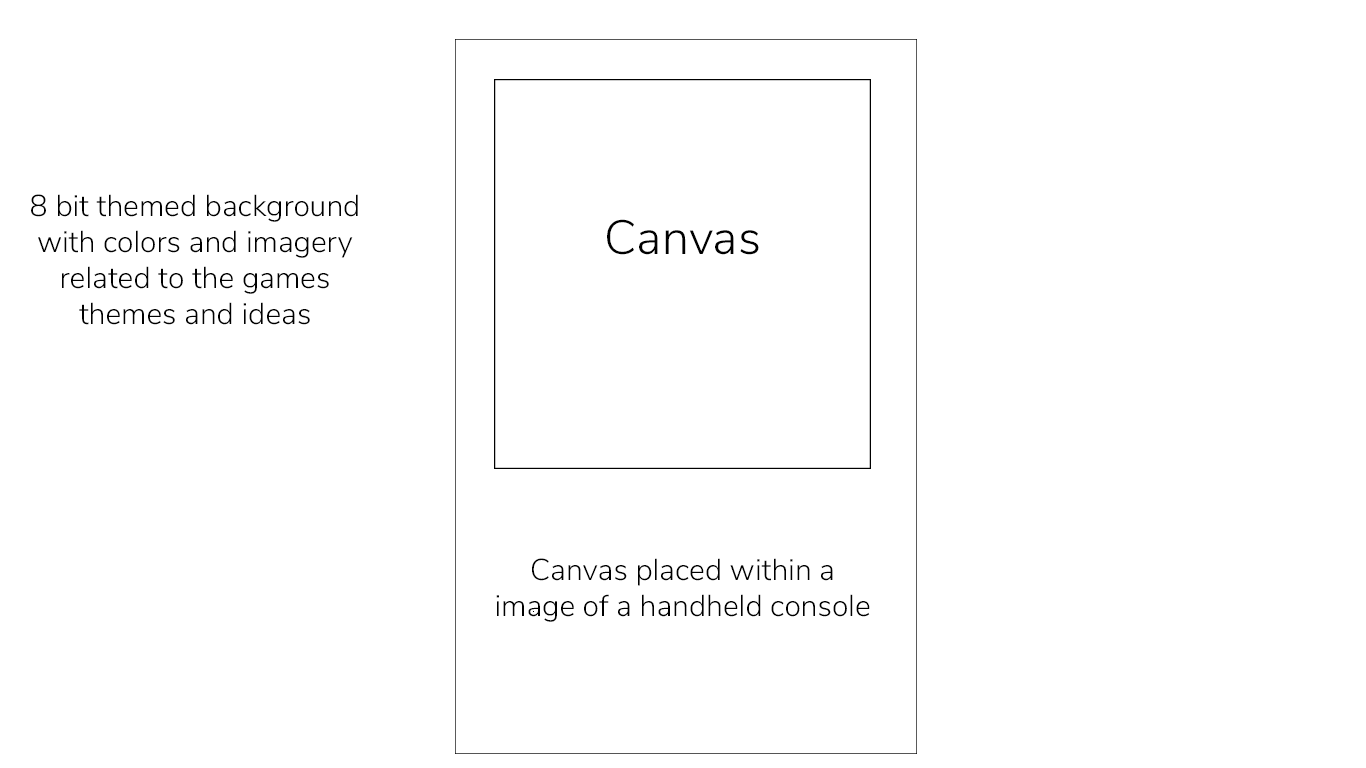 8 bit themed background
with colors and imagery
related to the games
themes and ideas
Canvas
Canvas placed within a
image of a handheld console